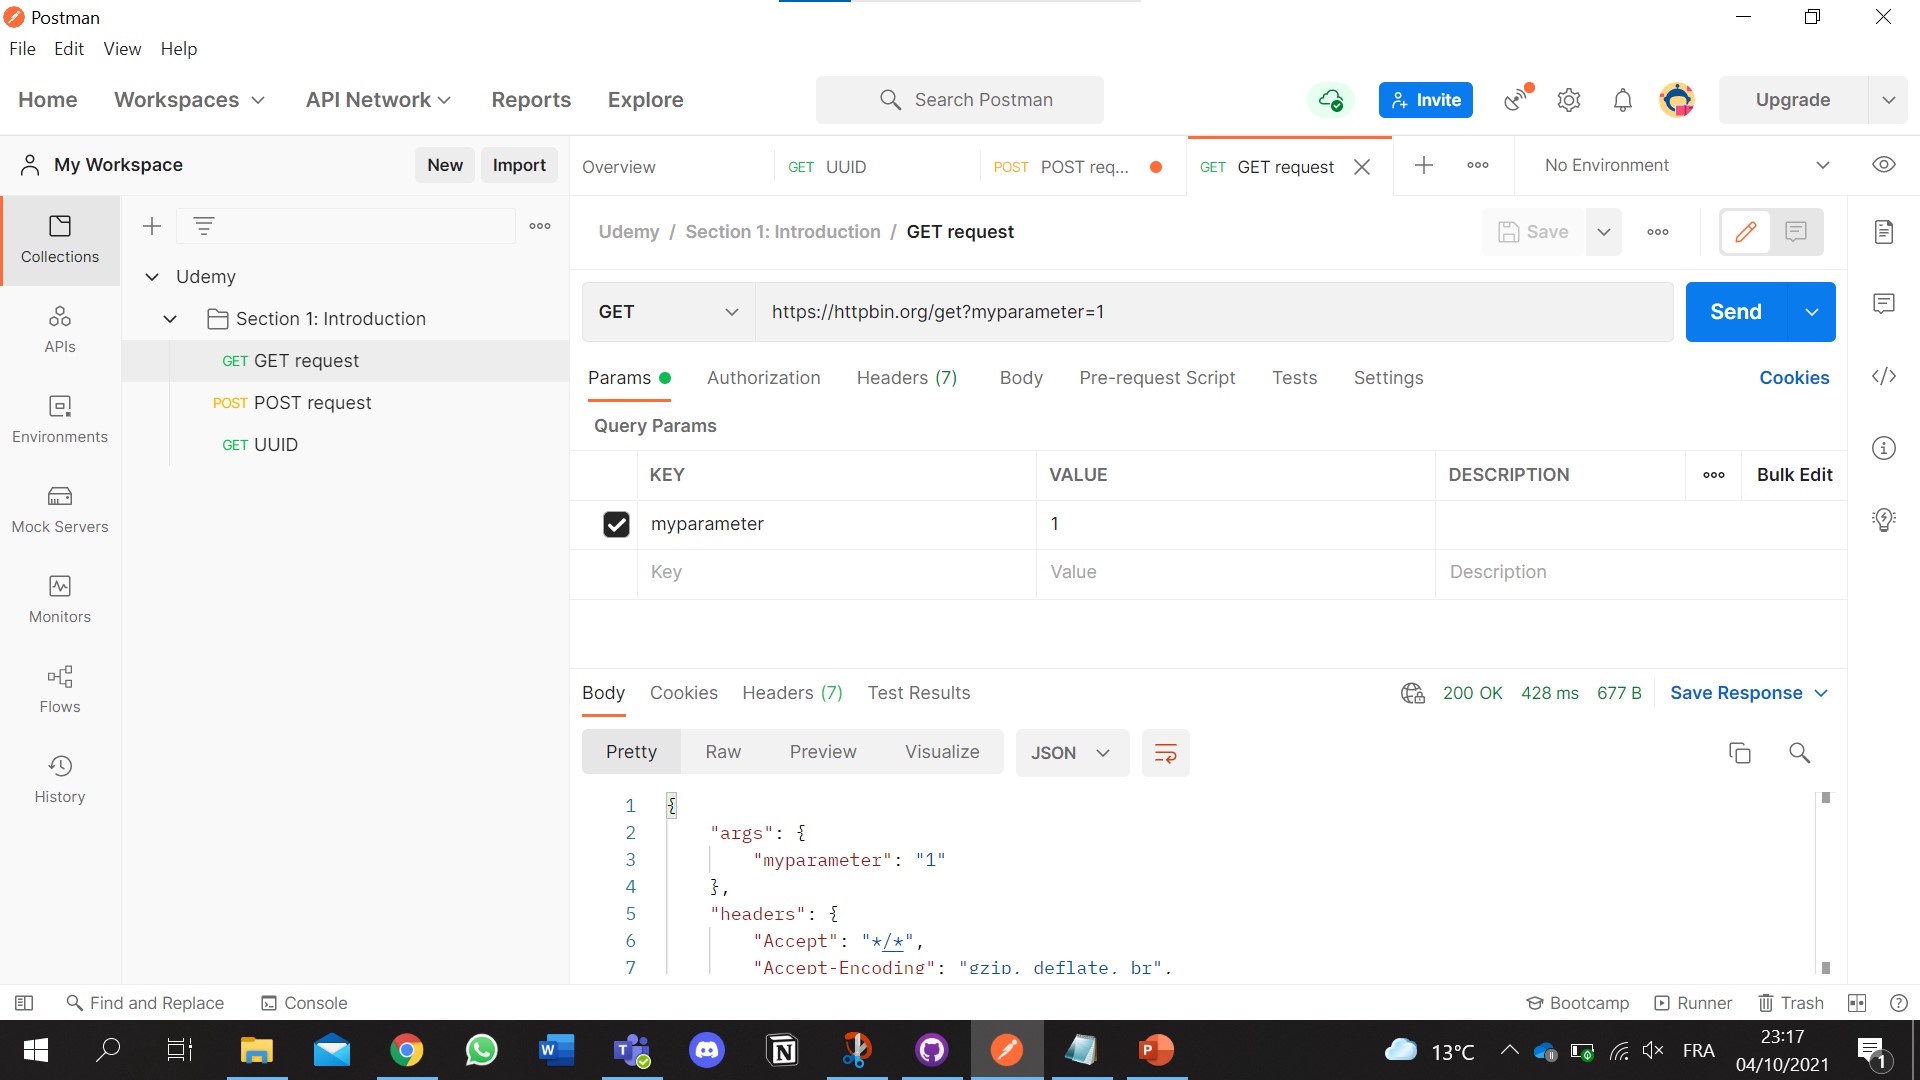 Postman
File Edit View Help
Home Workspaces API Network Reports Explore Search Postman Invite Upgrade
My Workspace New Import Overview GET UUID POST POST req... GET GET request No Environment
Udemy / Section 1: Introduction / GET request Save
Collections
APIs
Environments
Mock Servers
Monitors
Flows
History
Udemy
Section 1: Introduction
GET GET request
POST POST request
GET UUID
GET https://httpbin.org/get?myparameter=1 Send
Params Authorization Headers (7) Body Pre-request Script Tests Settings Cookies
Query Params
KEY VALUE DESCRIPTION Bulk Edit
myparameter 1
Key Value Description
Body Cookies Headers (7) Test Results 200 OK 428 ms 677 B Save Response
Pretty Raw Preview Visualize JSON
1 {
2 "args": {
3 "myparameter": "1"
4 },
5 "headers": {
6 "Accept": "*/*",
7 "Accept-Encoding": "gzip, deflate, br",
Find and Replace Console Bootcamp Runner Trash
13°C FRA 23:17
04/10/2021 1